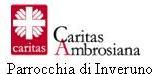 caritas
Caritas
Ambrosiana
Parrocchia di Inveruno